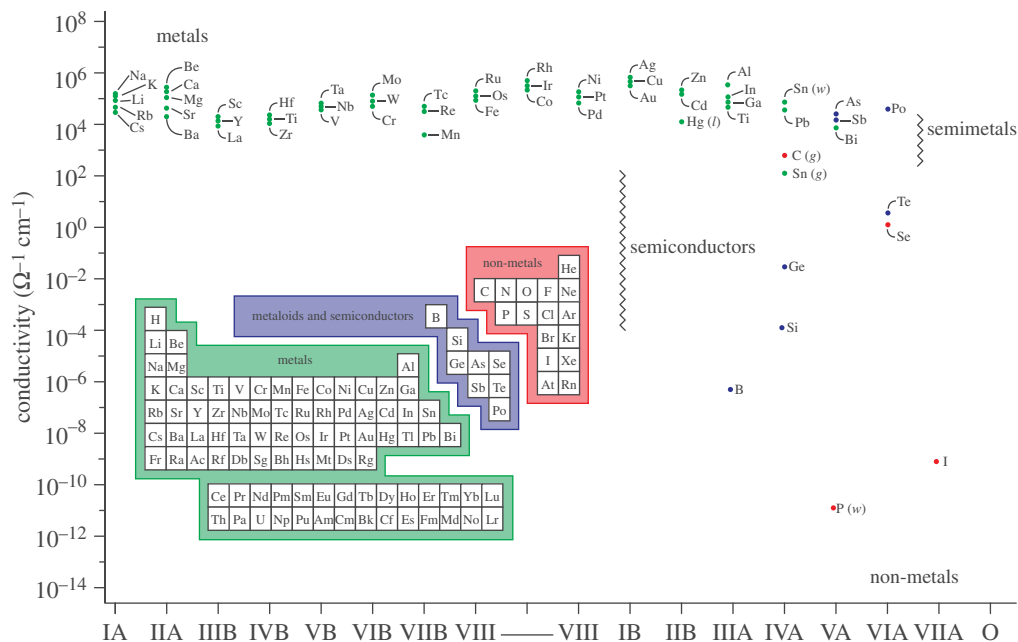 conductivity (Ω⁻¹ cm⁻¹)
10⁸
10⁶
10⁴
10²
10⁰
10⁻²
10⁻⁴
10⁻⁶
10⁻⁸
10⁻¹⁰
10⁻¹²
10⁻¹⁴
metals
Na
K
Li
Rb
Cs
Be
Ca
Mg
Sr
Ba
Sc
Y
La
Hf
Ti
Zr
Ta
Nb
V
Mo
W
Cr
Tc
Re
Mn
Ru
Os
Fe
Rh
Ir
Co
Ni
Pt
Pd
Ag
Cu
Au
Zn
Cd
Hg (l)
Al
In
Ga
Ti
Sn (w)
Pb
C (g)
Sn (g)
As
Sb
Bi
Po
semimetals
Te
Se
semiconductors
Ge
Si
B
I
P (w)
non-metals
non-metals
He
C N O F Ne
P S Cl Ar
Br Kr
I Xe
At Rn
metaloids and semiconductors
B
Si
Ge As Se
Sb Te
Po
metals
H
Li Be
Na Mg Al
K Ca Sc Ti V Cr Mn Fe Co Ni Cu Zn Ga
Rb Sr Y Zr Nb Mo Tc Ru Rh Pd Ag Cd In Sn
Cs Ba La Hf Ta W Re Os Ir Pt Au Hg Tl Pb Bi
Fr Ra Ac Rf Db Sg Bh Hs Mt Ds Rg
Ce Pr Nd Pm Sm Eu Gd Tb Dy Ho Er Tm Yb Lu
Th Pa U Np Pu Am Cm Bk Cf Es Fm Md No Lr
IA IIA IIIB IVB VB VIB VIIB VIII —— VIII IB IIB IIIA IVA VA VIA VIIA O